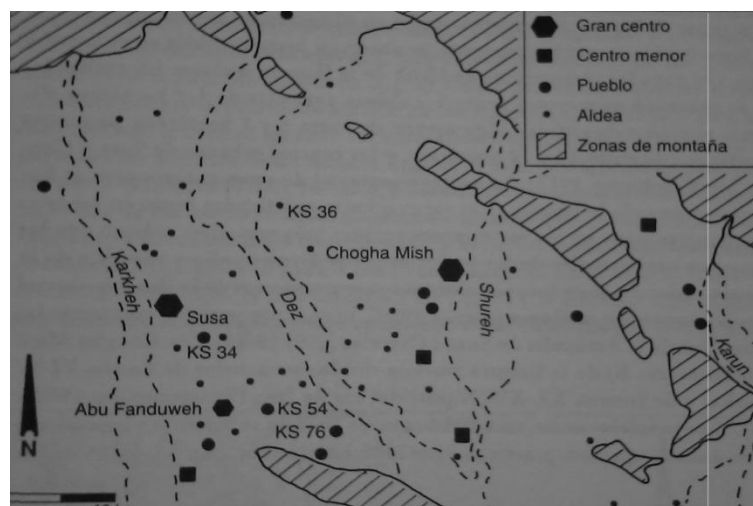 Gran centro
Centro menor
Pueblo
Aldea
Zonas de montaña
KS 36
Chogha Mish
Karkheh
Dez
Shureh
Susa
KS 34
Karun
Abu Fanduweh
KS 54
KS 76
N